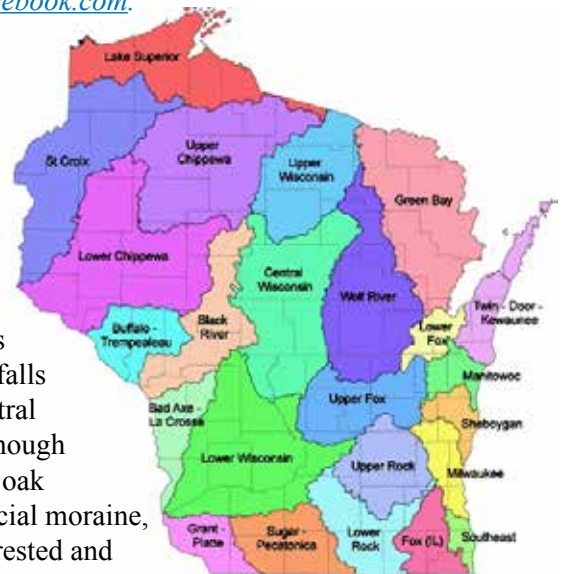 ebook.com.
Lake Superior
St Croix
Upper
Chippewa
Upper
Wisconsin
Green Bay
Lower Chippewa
Central
Wisconsin
Wolf River
Twin - Door -
Kewaunee
Buffalo -
Trempealeau
Black
River
Lower
Fox
Manitowoc
Bad Axe -
La Crosse
Upper Fox
Sheboygan
Lower Wisconsin
Upper Rock
Milwaukee
Grant -
Platte
Sugar -
Pecatonica
Lower
Rock
Fox (IL)
Southeast
s
falls
tral
nough
oak
cial moraine,
rested and